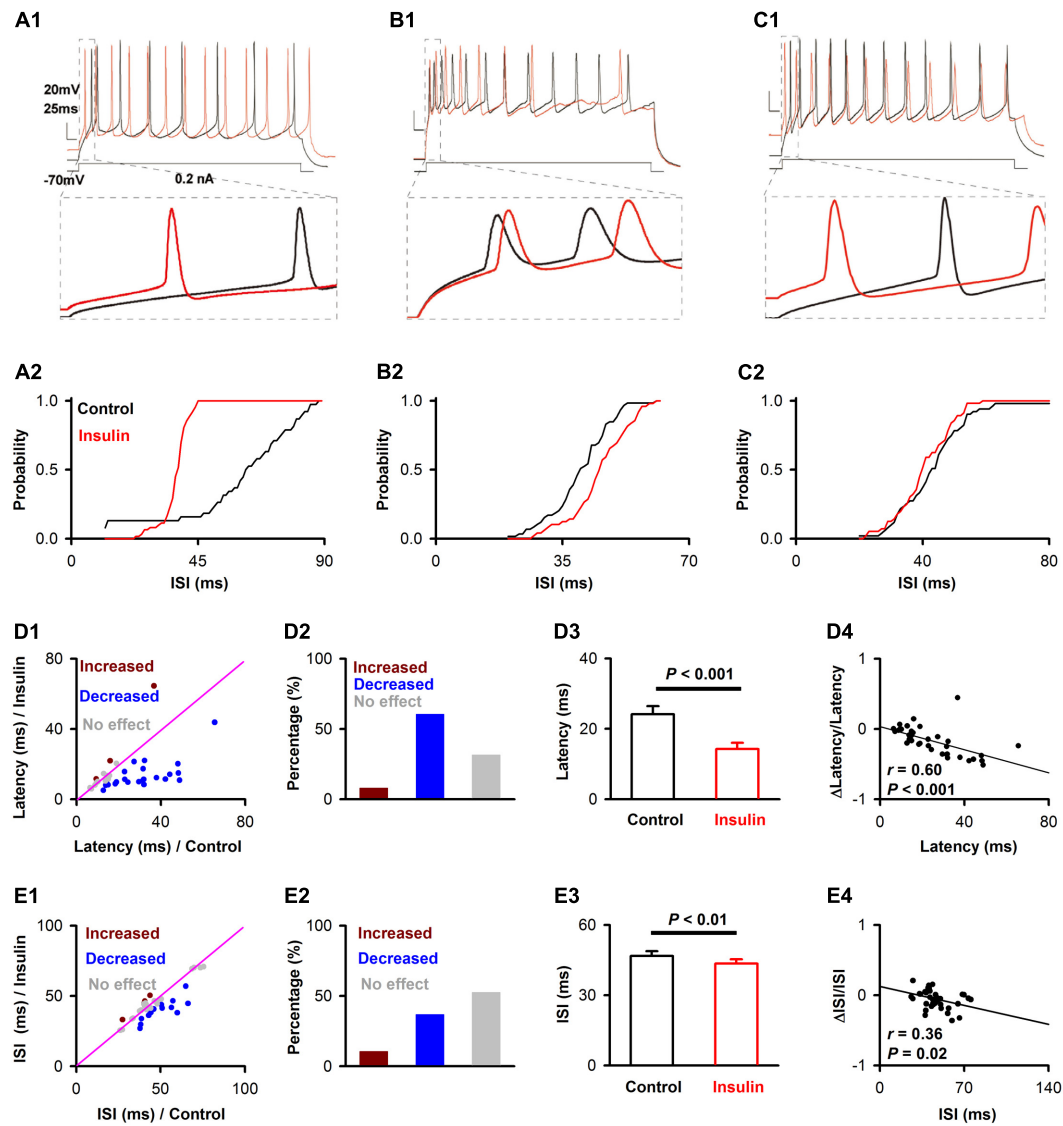 A1
B1
C1
20mV
25ms
-70mV
0.2 nA
A2
B2
C2
Probability
1.0
0.5
0.0
Control
Insulin
0
45
90
ISI (ms)
Probability
1.0
0.5
0.0
0
35
70
ISI (ms)
Probability
1.0
0.5
0.0
0
40
80
ISI (ms)
D1
D2
D3
D4
Latency (ms) / Insulin
80
40
0
Increased
Decreased
No effect
0
40
80
Latency (ms) / Control
Percentage (%)
100
50
0
Increased
Decreased
No effect
Latency (ms)
40
20
0
P < 0.001
Control
Insulin
ΔLatency/Latency
1
0
-1
r = 0.60
P < 0.001
0
40
80
Latency (ms)
E1
E2
E3
E4
ISI (ms) / Insulin
100
50
0
Increased
Decreased
No effect
0
50
100
ISI (ms) / Control
Percentage (%)
100
50
0
Increased
Decreased
No effect
ISI (ms)
60
30
0
P < 0.01
Control
Insulin
ΔISI/ISI
1
0
-1
r = 0.36
P = 0.02
0
70
140
ISI (ms)